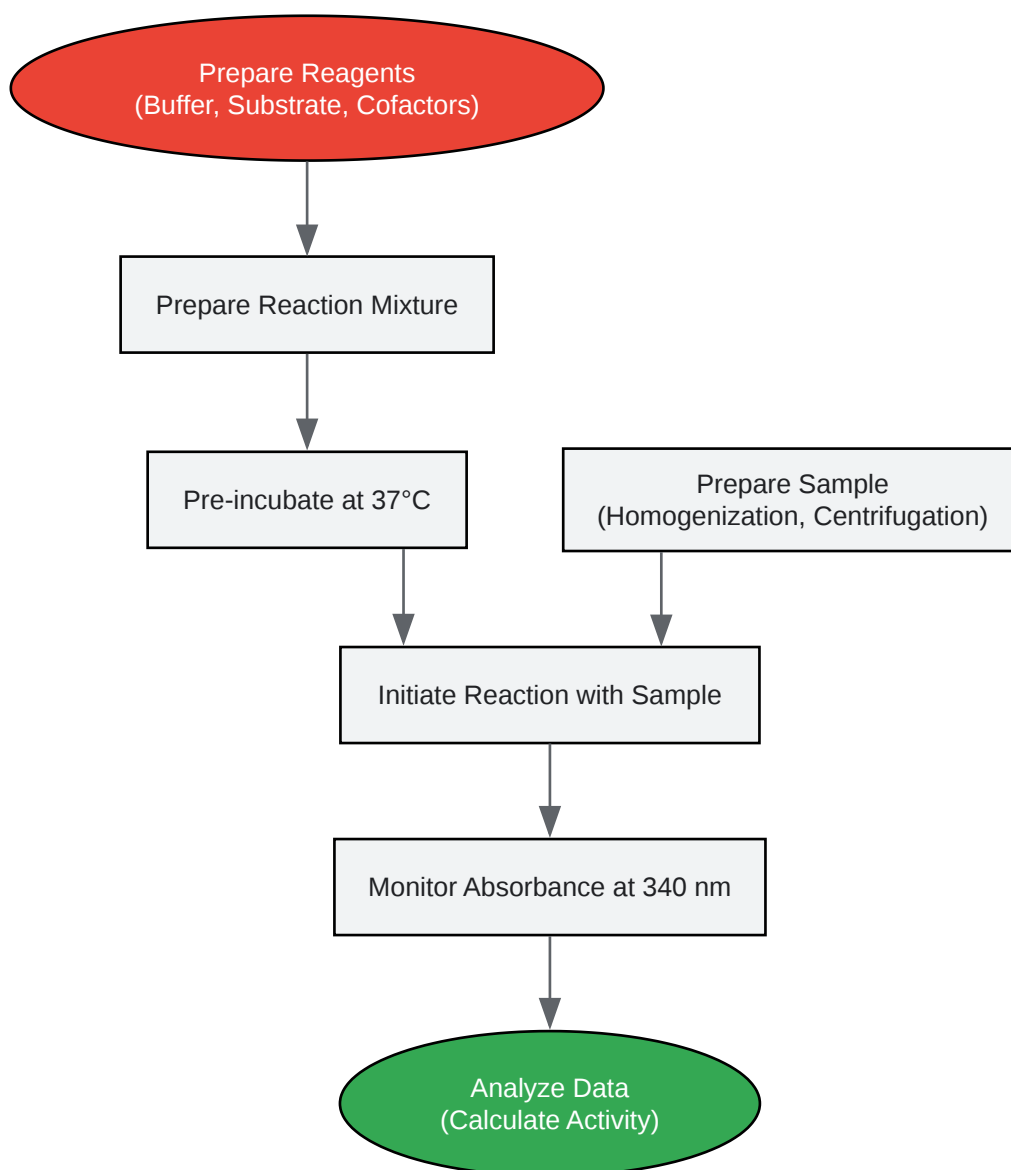 Prepare Reagents
(Buffer, Substrate, Cofactors)
Prepare Reaction Mixture
Pre-incubate at 37°C
Prepare Sample
(Homogenization, Centrifugation)
Initiate Reaction with Sample
Monitor Absorbance at 340 nm
Analyze Data
(Calculate Activity)